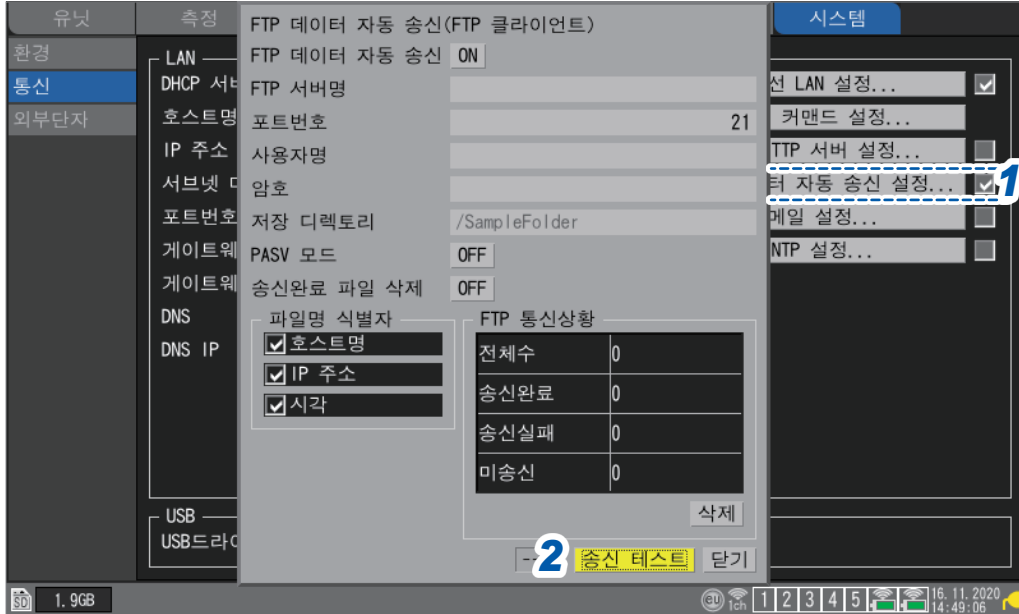 유닛
측정
시스템
환경
통신
외부단자
LAN
DHCP 서버
호스트명
IP 주소
서브넷
포트번호
게이트웨
게이트웨
DNS
DNS IP
USB
USB드라이
FTP 데이터 자동 송신(FTP 클라이언트)
FTP 데이터 자동 송신 ON
FTP 서버명
포트번호 21
사용자명
암호
저장 디렉토리 /SampleFolder
PASV 모드 OFF
송신완료 파일 삭제 OFF
파일명 식별자
호스트명
IP 주소
시각
FTP 통신상황
전체수 0
송신완료 0
송신실패 0
미송신 0
삭제
2 송신 테스트 닫기
선 LAN 설정...
커맨드 설정...
TTP 서버 설정...
터 자동 송신 설정... 1
메일 설정...
NTP 설정...
SD 1.9GB
eu 1ch 1 2 3 4 5 16.11.2020
14:49:06